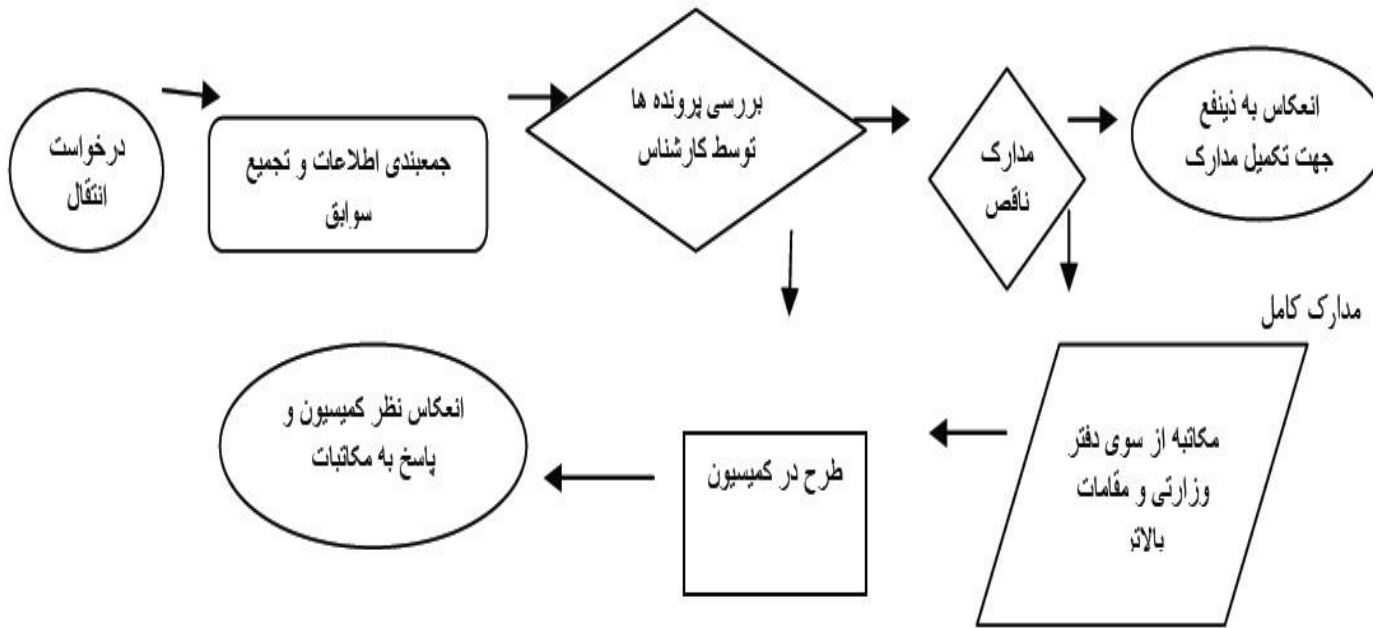 درخواست
انتقال
جمعبندی اطلاعات و تجمیع
سوابق
بررسی پرونده ها
توسط کارشناس
مدارک
ناقص
انعکاس به ذینفع
جهت تکمیل مدارک
مدارک کامل
مکاتبه از سوی دفتر
وزارتی و مقامات
بالاتر
طرح در کمیسیون
انعکاس نظر کمیسیون و
پاسخ به مکاتبات